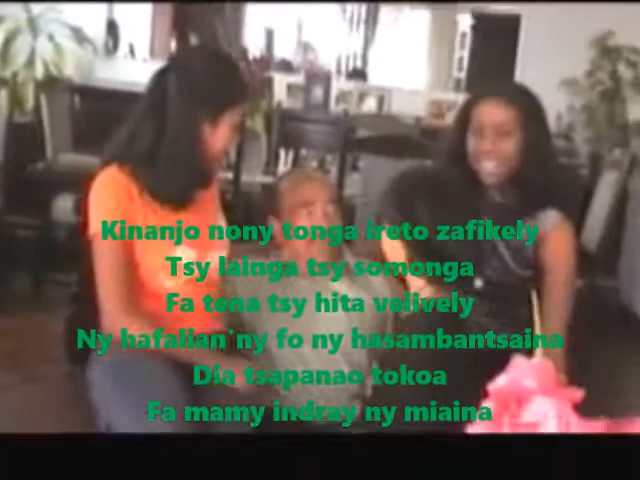 Kinanjo nony tonga ireto zafikely
Tsy lainga tsy somonga
Fa tena tsy hita velively
Ny hafalian'ny fo ny hasambantsaina
Dia tsapanao tokoa
Fa mamy indray ny miaina